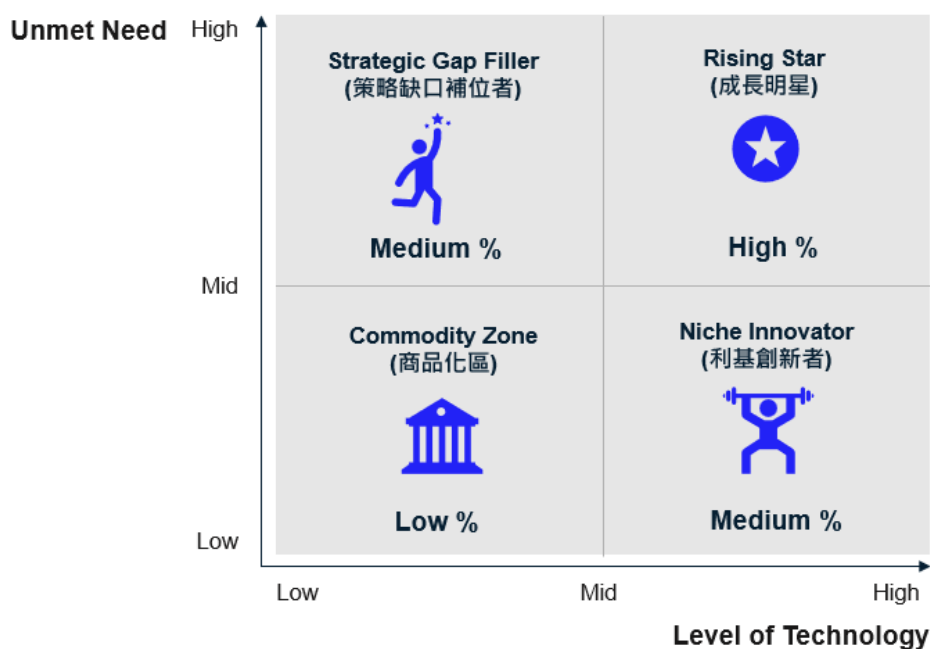 Unmet Need
High
Strategic Gap Filler
(策略缺口補位者)
Medium %
Rising Star
(成長明星)
High %
Mid
Commodity Zone
(商品化區)
Low %
Niche Innovator
(利基創新者)
Medium %
Low
Low
Mid
High
Level of Technology